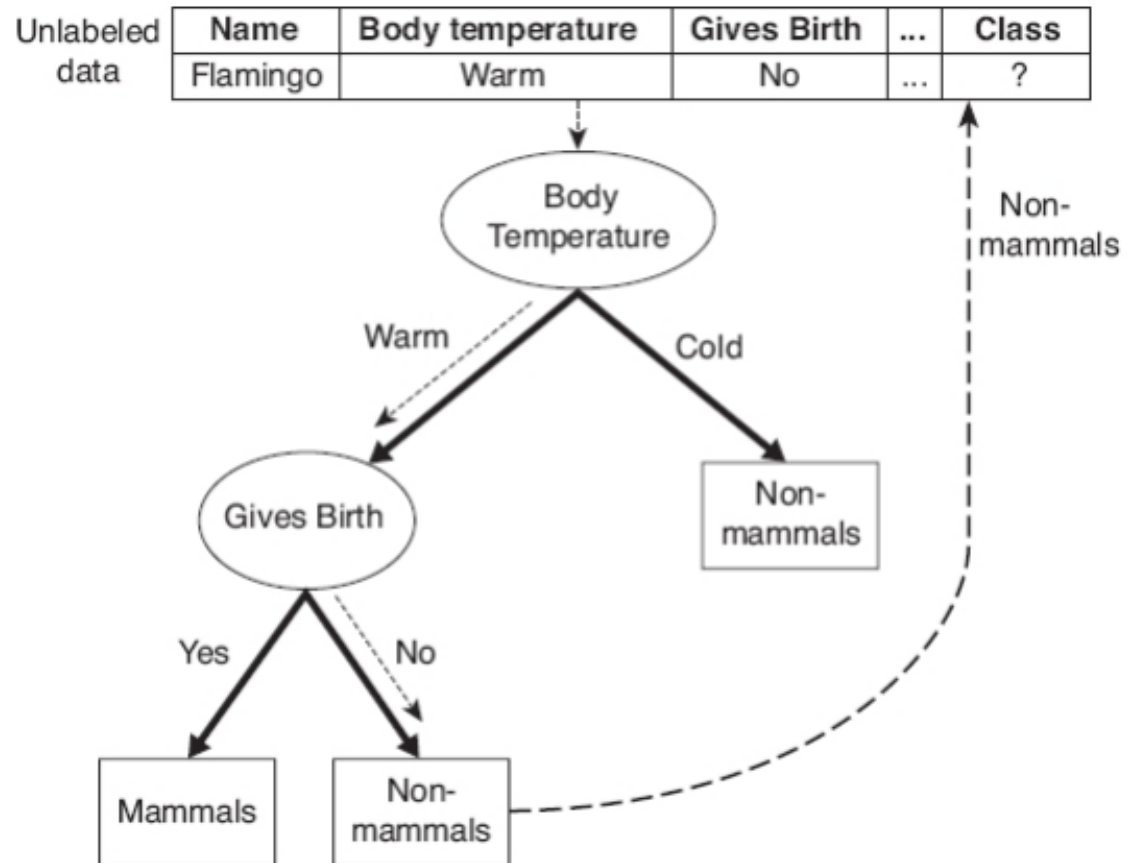 Unlabeled
data
Name Body temperature Gives Birth ... Class
Flamingo Warm No ... ?
Body
Temperature
Non-
mammals
Warm
Cold
Gives Birth
Non-
mammals
Yes
No
Mammals
Non-
mammals